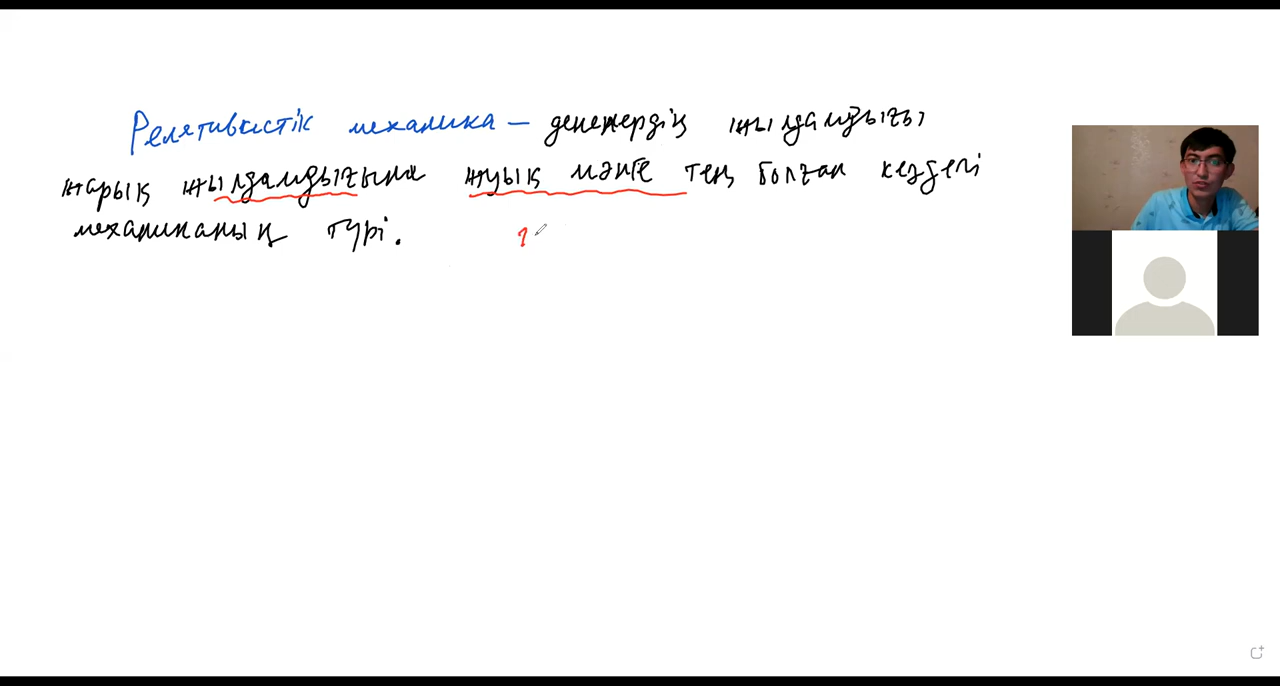 Релятивистік механика – денелердің жылдамдығы
жарық жылдамдығына жуық мәнге тең болған кездегі
механиканың түрі.